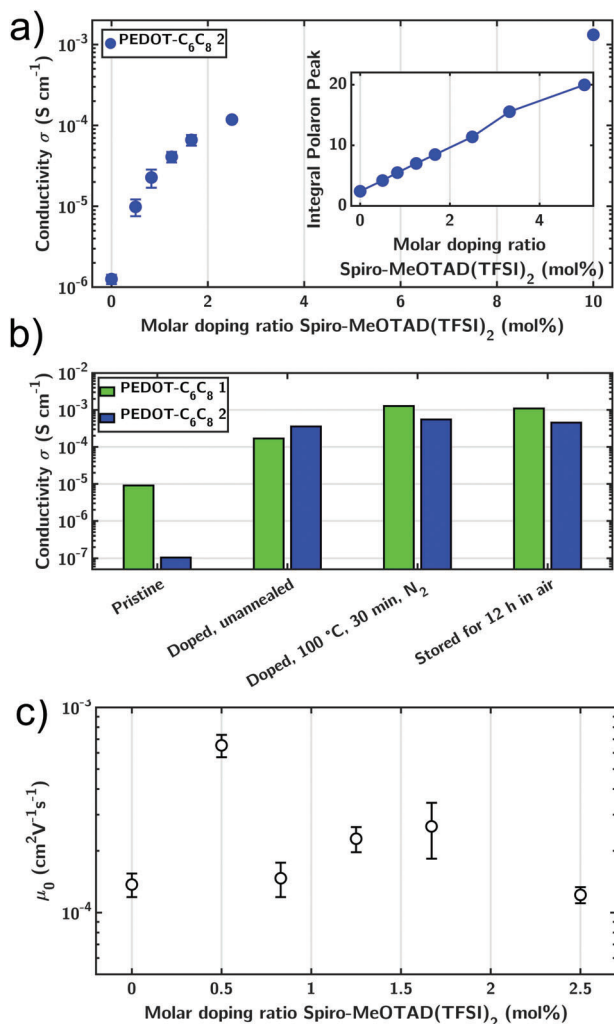 a)
PEDOT-C₆C₈ 2
10⁻³
10⁻⁴
10⁻⁵
10⁻⁶
Conductivity σ (S cm⁻¹)
0 2 4 6 8 10
Molar doping ratio Spiro-MeOTAD(TFSI)₂ (mol%)
Integral Polaron Peak
20
10
0
0 2 4
Molar doping ratio
Spiro-MeOTAD(TFSI)₂ (mol%)
b)
PEDOT-C₆C₈ 1
PEDOT-C₆C₈ 2
10⁻²
10⁻³
10⁻⁴
10⁻⁵
10⁻⁶
10⁻⁷
Conductivity σ (S cm⁻¹)
Pristine
Doped, unannealed
Doped, 100 °C, 30 min, N₂
Stored for 12 h in air
c)
10⁻³
10⁻⁴
μ₀ (cm²V⁻¹s⁻¹)
0 0.5 1 1.5 2 2.5
Molar doping ratio Spiro-MeOTAD(TFSI)₂ (mol%)